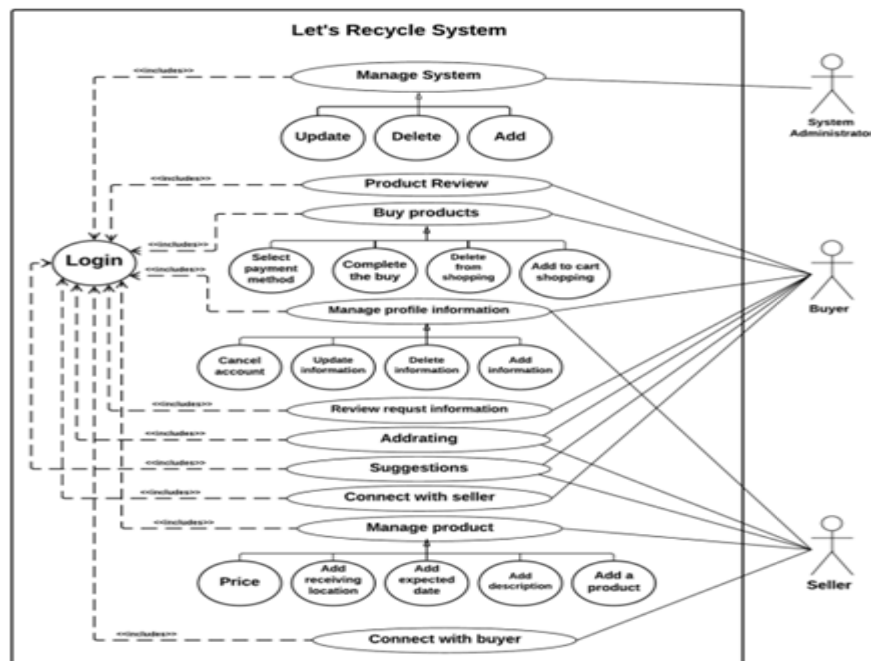 Let's Recycle System
<<includes>>
Manage System
System
Administrator
Update
Delete
Add
<<includes>>
Product Review
Buy products
<<includes>>
Login
Select
payment
method
Complete
the buy
Delete
from
shopping
Add to cart
shopping
<<includes>>
Manage profile information
Buyer
Cancel
account
Update
information
Delete
information
Add
information
<<includes>>
Review requst information
<<includes>>
Addrating
<<includes>>
Suggestions
<<includes>>
Connect with seller
<<includes>>
Manage product
Price
Add
receiving
location
Add
expected
date
Add
description
Add a
product
Seller
<<includes>>
Connect with buyer